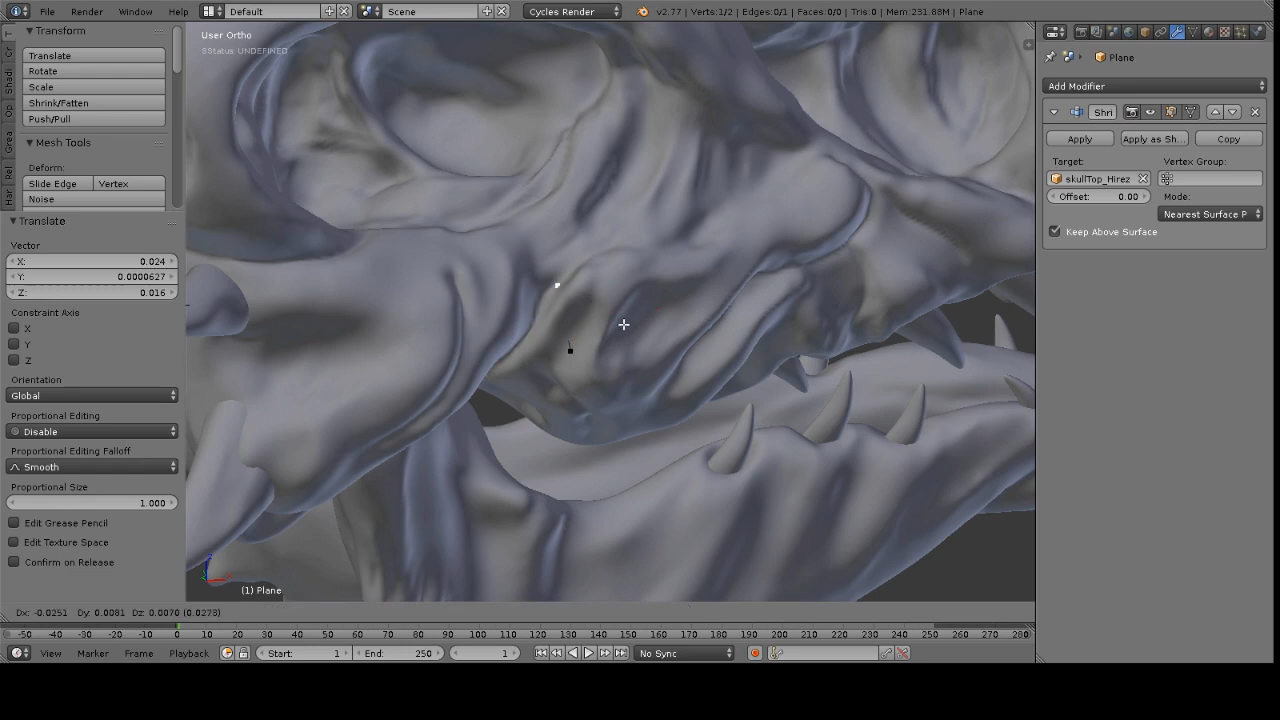 File Render Window Help Default Scene Cycles Render v2.77 | Verts:1/2 | Edges:0/1 | Faces:0/0 | Tris:0 | Mem:231.88M | Plane
Transform
Translate
Rotate
Scale
Shrink/Fatten
Push/Pull
Mesh Tools
Deform:
Slide Edge Vertex
Noise
Translate
Vector
X: 0.024
Y: 0.0000627
Z: 0.016
Constraint Axis
X
Y
Z
Orientation
Global
Proportional Editing
Disable
Proportional Editing Falloff
Smooth
Proportional Size
1.000
Edit Grease Pencil
Edit Texture Space
Confirm on Release
T
Cr
Shadi
Op
Grea
Rel
Har
User Ortho
SStatus: UNDEFINED
(1) Plane
Plane
Add Modifier
Shri
Apply Apply as Sh... Copy
Target: Vertex Group:
skullTop_Hirez
Offset: 0.00 Mode:
Nearest Surface P
Keep Above Surface
Dx: -0.0251 Dy: 0.0081 Dz: 0.0070 (0.0273)
-50 -40 -30 -20 -10 0 10 20 30 40 50 60 70 80 90 100 110 120 130 140 150 160 170 180 190 200 210 220 230 240 250 260 270 280
View Marker Frame Playback Start: 1 End: 250 1 No Sync